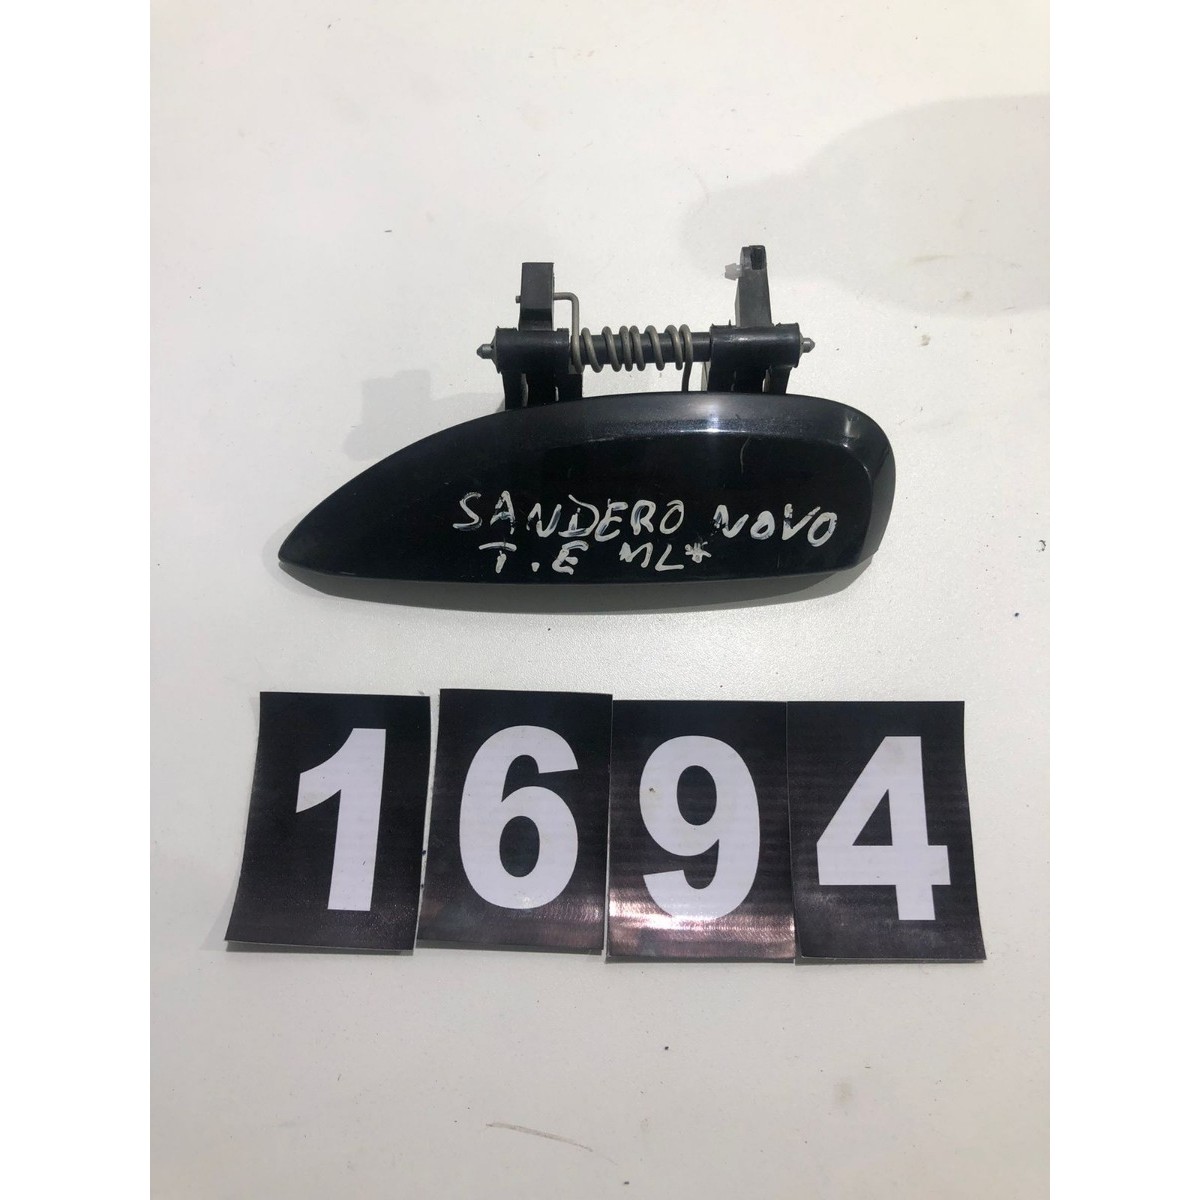 SANDERO NOVO
T.E ML*
1694